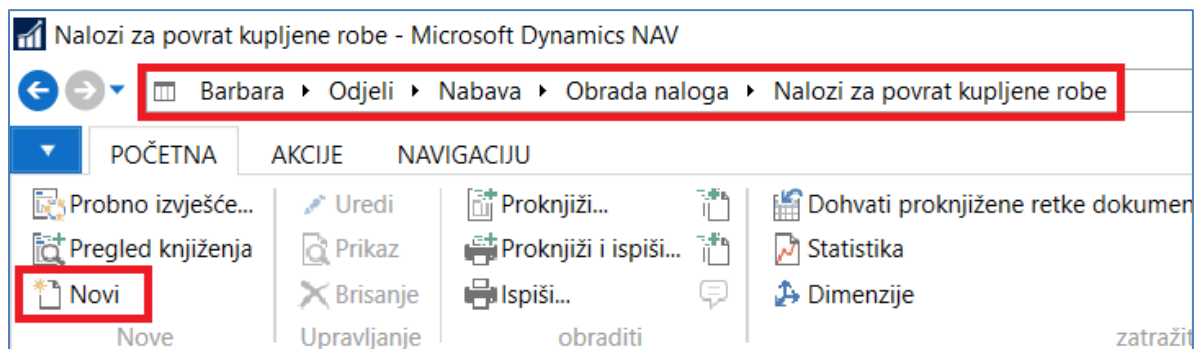 Nalozi za povrat kupljene robe - Microsoft Dynamics NAV
Barbara Odjeli Nabava Obrada naloga Nalozi za povrat kupljene robe
POČETNA AKCIJE NAVIGACIJU
Probno izvješće... Uredi Proknjiži... Dohvati proknjižene retke dokumen
Pregled knjiženja Prikaz Proknjiži i ispiši... Statistika
Novi Brisanje Ispiši... Dimenzije
Nove Upravljanje obraditi zatražit